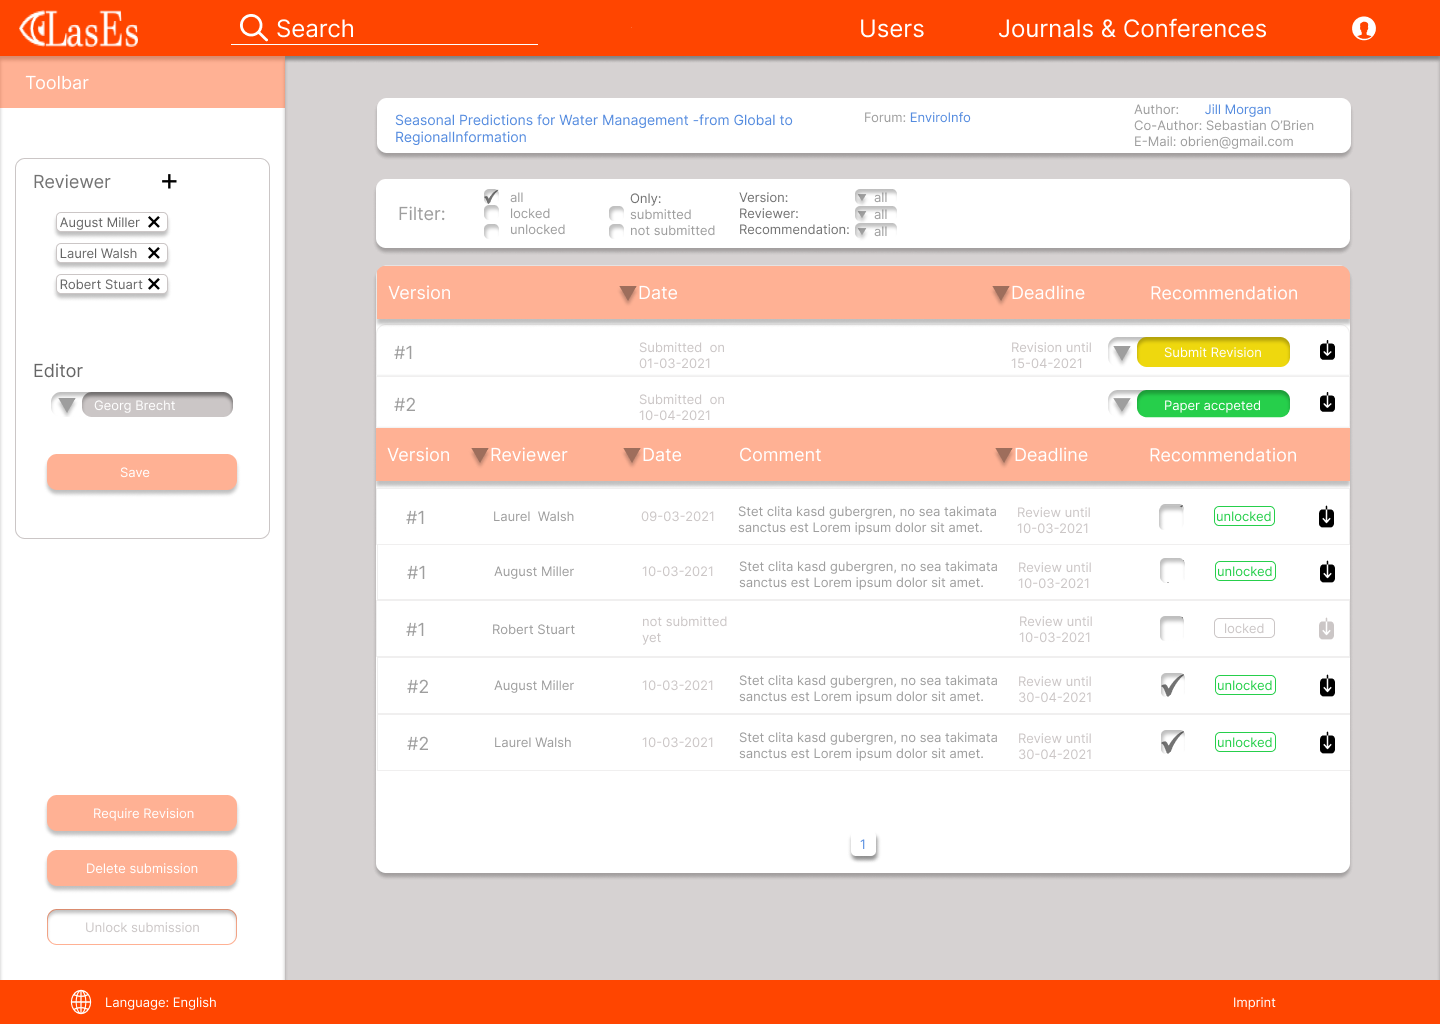 LasEs
Search
Users
Journals & Conferences
Toolbar
Reviewer
August Miller
Laurel Walsh
Robert Stuart
Editor
Georg Brecht
Save
Require Revision
Delete submission
Unlock submission
Seasonal Predictions for Water Management -from Global to
RegionalInformation
Forum: EnviroInfo
Author: Jill Morgan
Co-Author: Sebastian O'Brien
E-Mail: obrien@gmail.com
Filter:
all
locked
unlocked
Only:
submitted
not submitted
Version: all
Reviewer: all
Recommendation: all
Version Date Deadline Recommendation
#1
Submitted on
01-03-2021
Revision until
15-04-2021
Submit Revision
#2
Submitted on
10-04-2021
Paper accpeted
Version Reviewer Date Comment Deadline Recommendation
#1
Laurel Walsh
09-03-2021
Stet clita kasd gubergren, no sea takimata
sanctus est Lorem ipsum dolor sit amet.
Review until
10-03-2021
unlocked
#1
August Miller
10-03-2021
Stet clita kasd gubergren, no sea takimata
sanctus est Lorem ipsum dolor sit amet.
Review until
10-03-2021
unlocked
#1
Robert Stuart
not submitted
yet
Review until
10-03-2021
locked
#2
August Miller
10-03-2021
Stet clita kasd gubergren, no sea takimata
sanctus est Lorem ipsum dolor sit amet.
Review until
30-04-2021
unlocked
#2
Laurel Walsh
10-03-2021
Stet clita kasd gubergren, no sea takimata
sanctus est Lorem ipsum dolor sit amet.
Review until
30-04-2021
unlocked
1
Language: English
Imprint